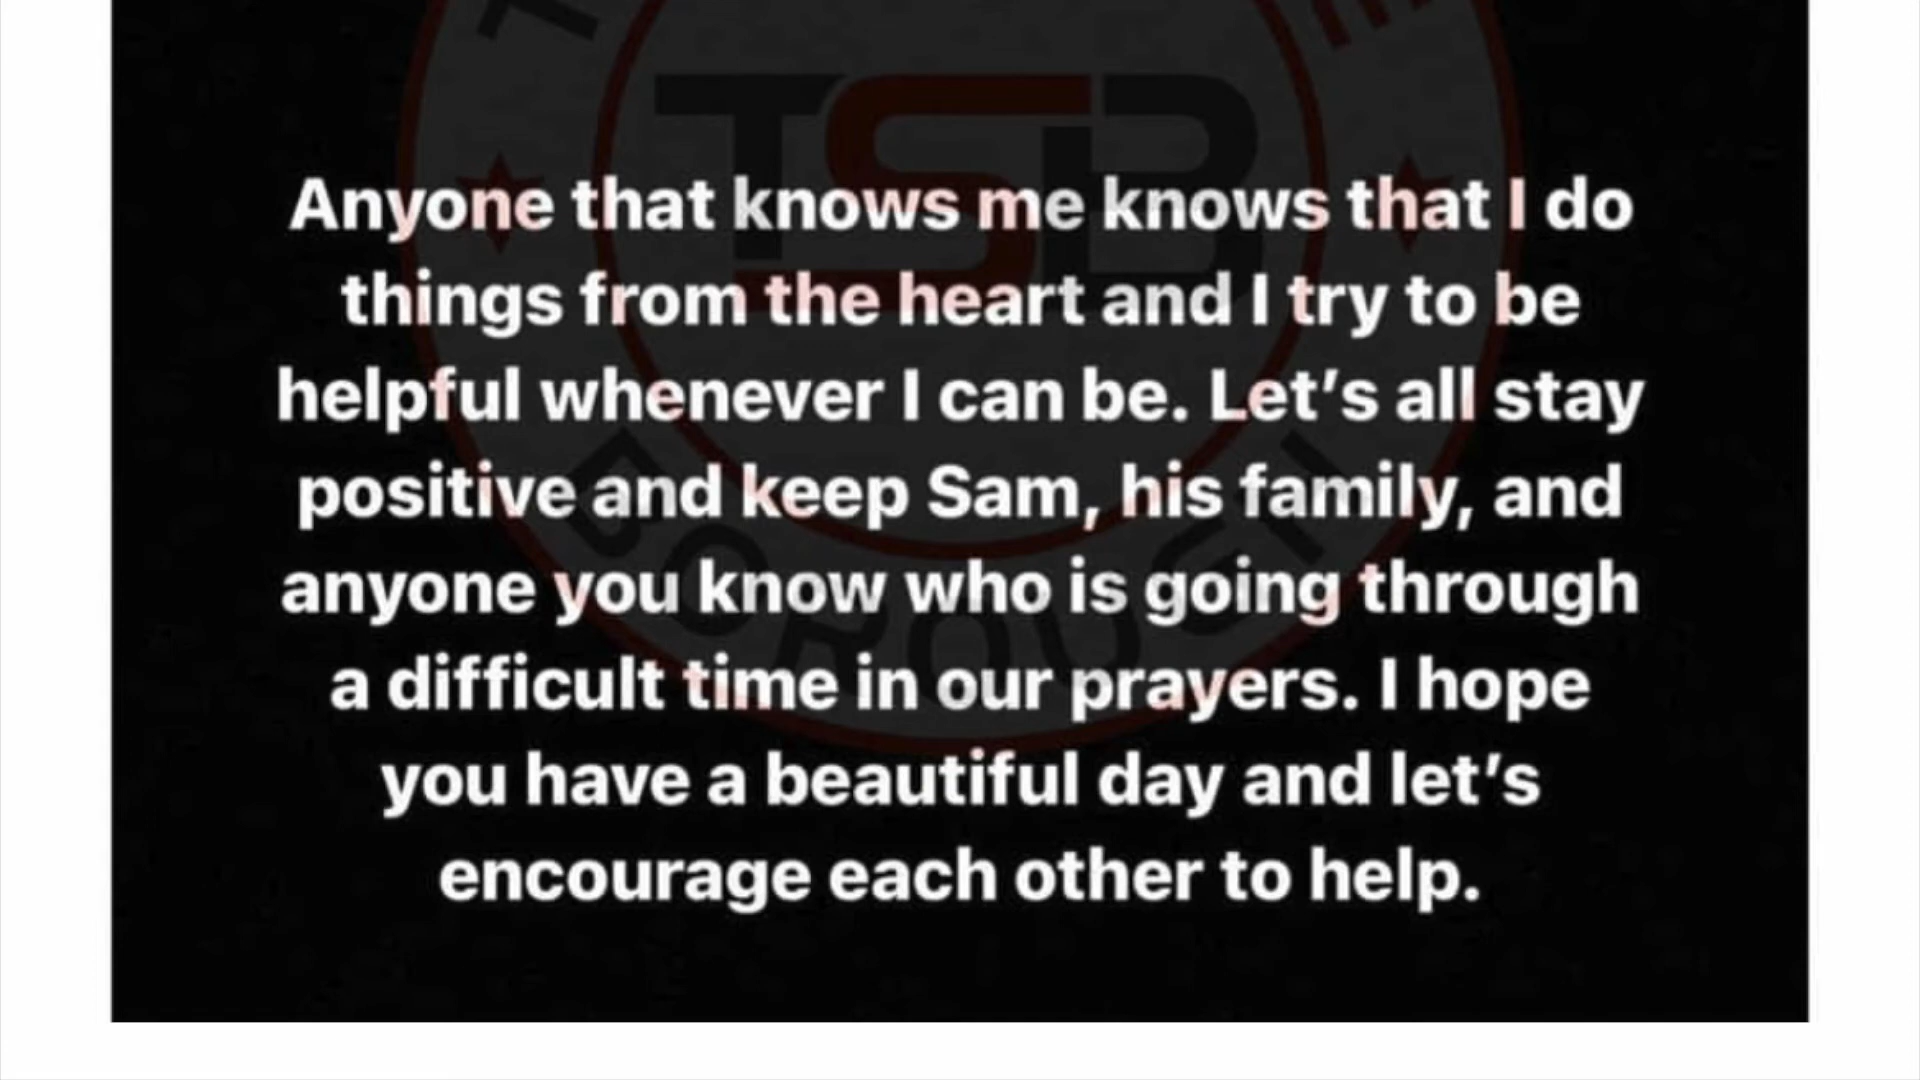 TSB
Anyone that knows me knows that I do
things from the heart and I try to be
helpful whenever I can be. Let’s all stay
positive and keep Sam, his family, and
anyone you know who is going through
a difficult time in our prayers. I hope
you have a beautiful day and let’s
encourage each other to help.
BOROUGH